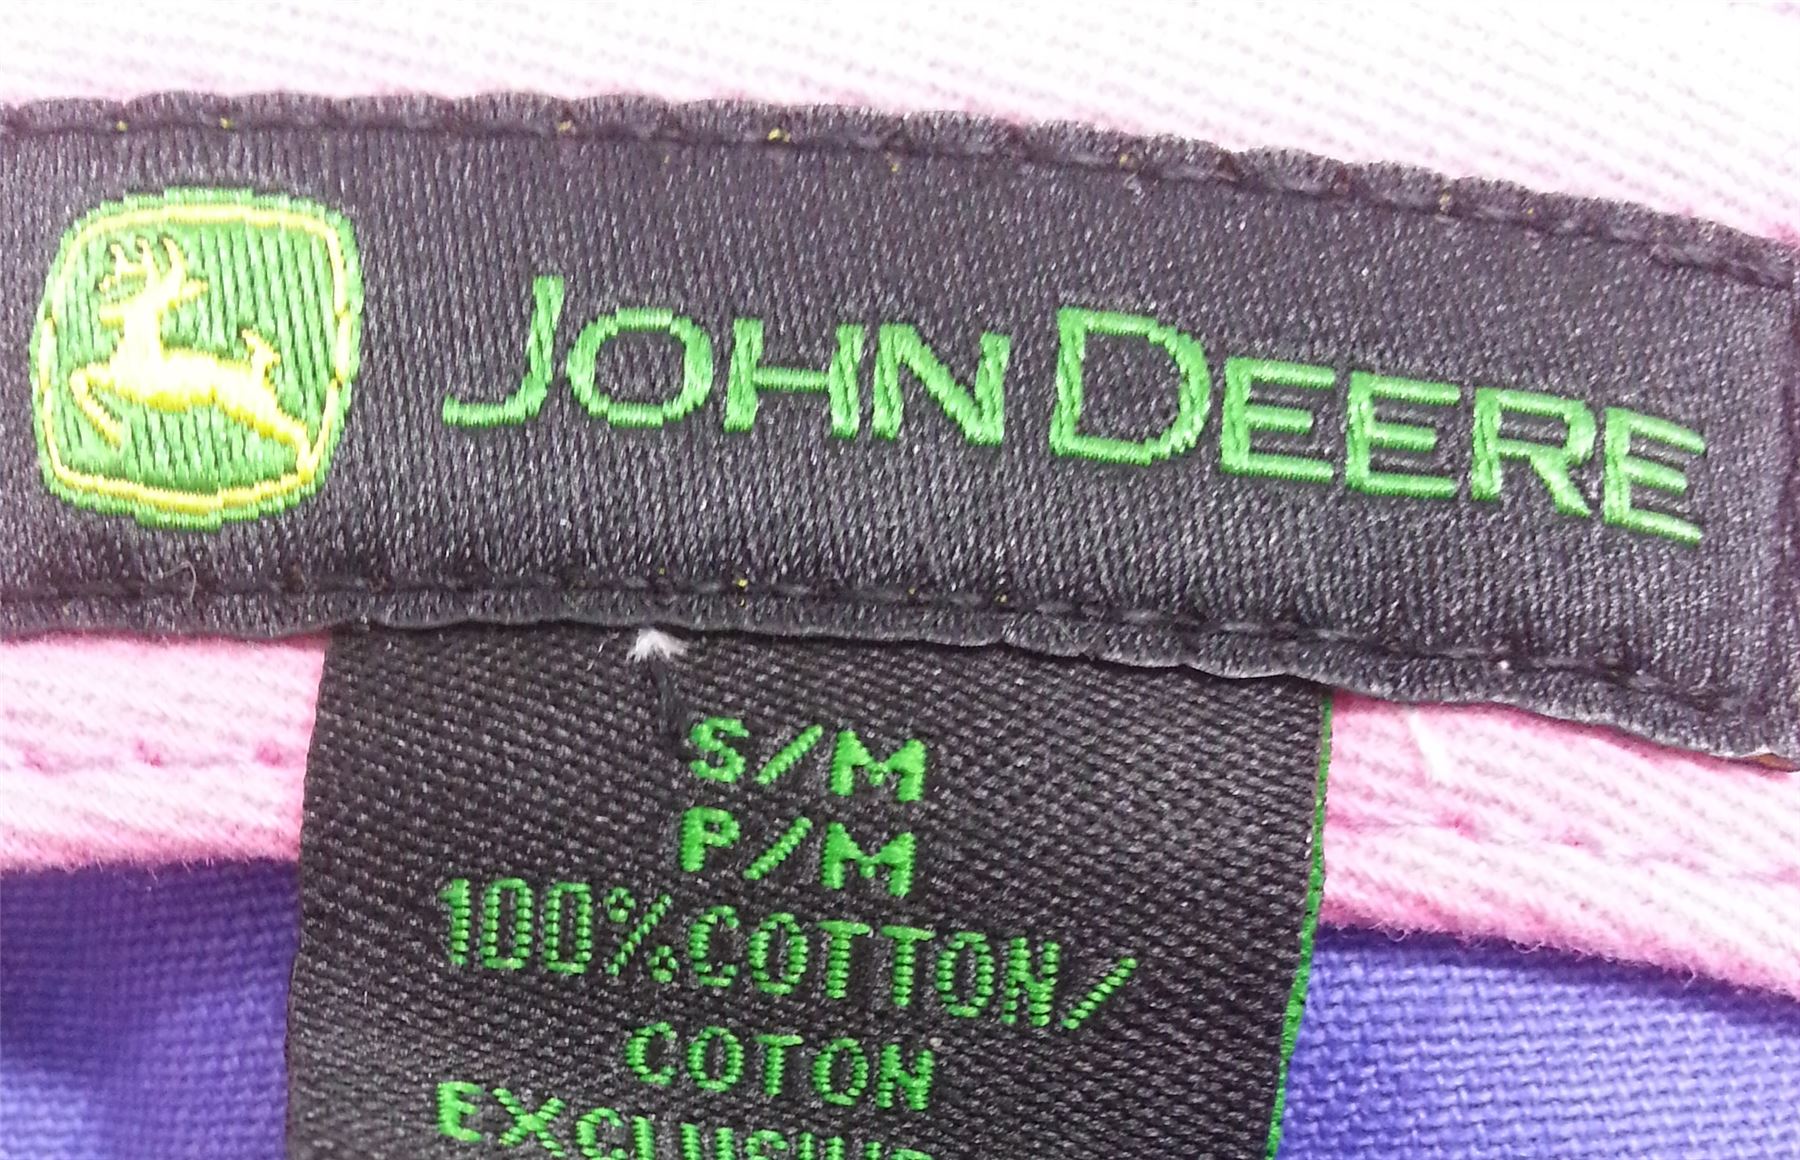 JOHN DEERE
S/M
P/M
100%COTTON/
COTON